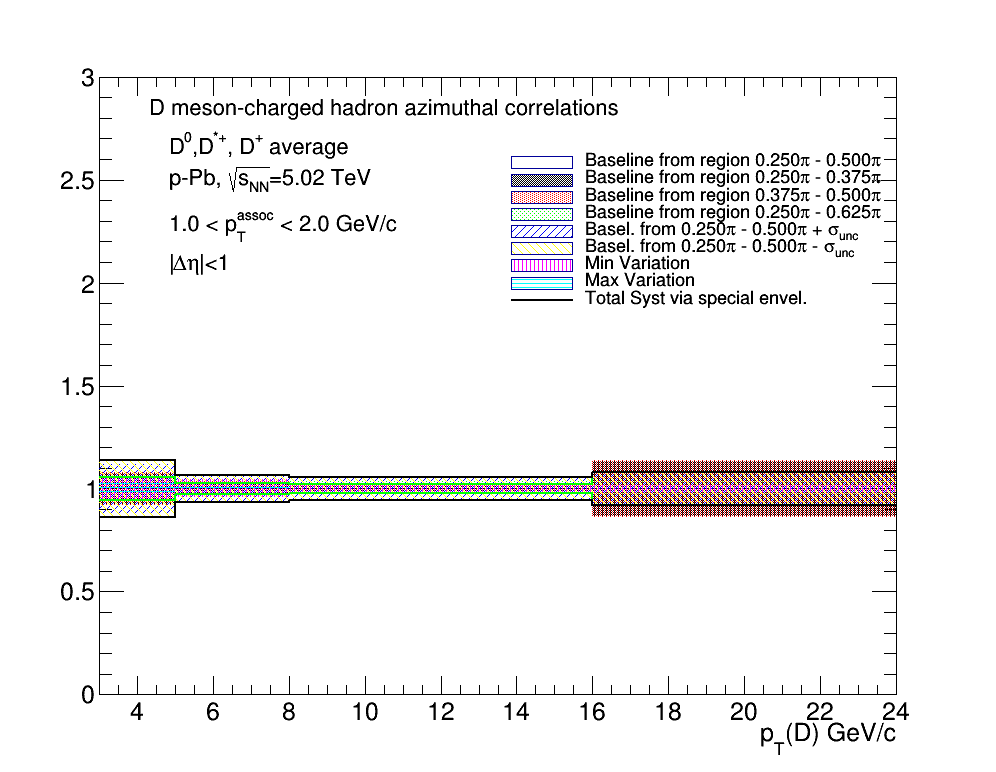 D meson-charged hadron azimuthal correlations
D⁰,D*⁺, D⁺ average
p-Pb, √s_NN=5.02 TeV
1.0 < p_T^assoc < 2.0 GeV/c
|Δη|<1
Baseline from region 0.250π - 0.500π
Baseline from region 0.250π - 0.375π
Baseline from region 0.375π - 0.500π
Baseline from region 0.250π - 0.625π
Basel. from 0.250π - 0.500π + σ_unc
Basel. from 0.250π - 0.500π - σ_unc
Min Variation
Max Variation
Total Syst via special envel.
3
2.5
2
1.5
1
0.5
0
4 6 8 10 12 14 16 18 20 22 24
p_T(D) GeV/c